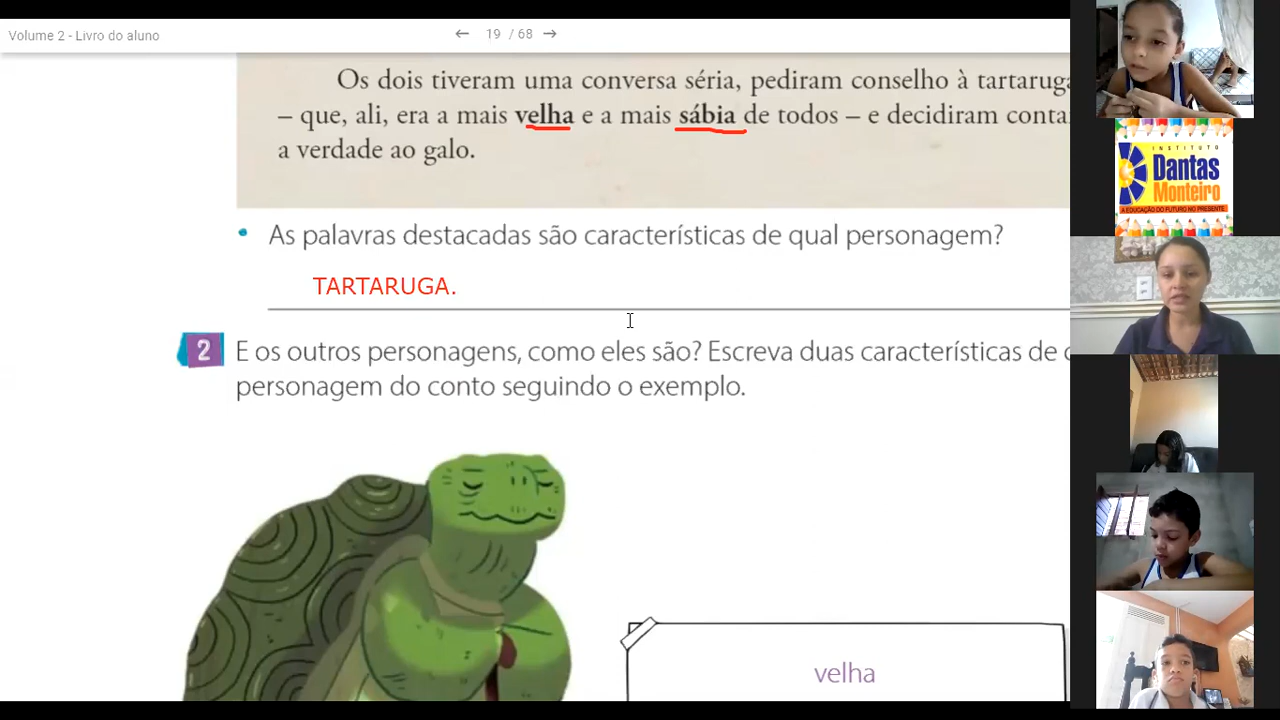 Volume 2 - Livro do aluno
← 19 / 68 →
Os dois tiveram uma conversa séria, pediram conselho à tartaruga
– que, ali, era a mais velha e a mais sábia de todos – e decidiram contar
a verdade ao galo.
• As palavras destacadas são características de qual personagem?
TARTARUGA.
2 E os outros personagens, como eles são? Escreva duas características de
personagem do conto seguindo o exemplo.
velha
INSTITUTO
Dantas
Monteiro
A EDUCAÇÃO DO FUTURO NO PRESENTE